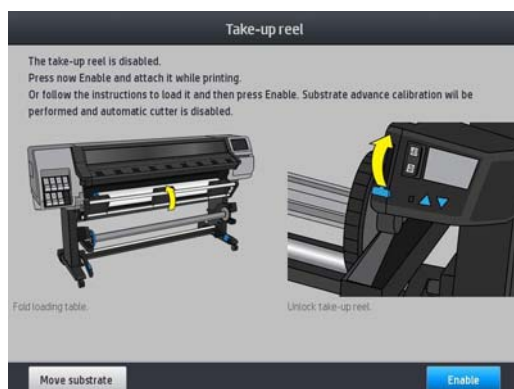 Take-up reel
The take-up reel is disabled.
Press now Enable and attach it while printing.
Or follow the instructions to load it and then press Enable. Substrate advance calibration wil be
performed and automatic cutter is disabled.
Fold loading table.
Unlock take-up reel.
Move substrate
Enable